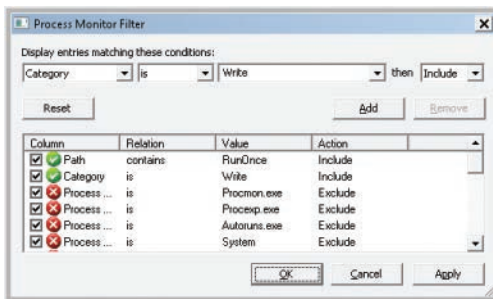 Process Monitor Filter
Display entries matching these conditions:
Category is Write then Include
Reset Add Remove
Column Relation Value Action
Path contains RunOnce Include
Category is Write Include
Process ... is Procmon.exe Exclude
Process ... is Procexp.exe Exclude
Process ... is Autoruns.exe Exclude
Process ... is System Exclude
OK Cancel Apply